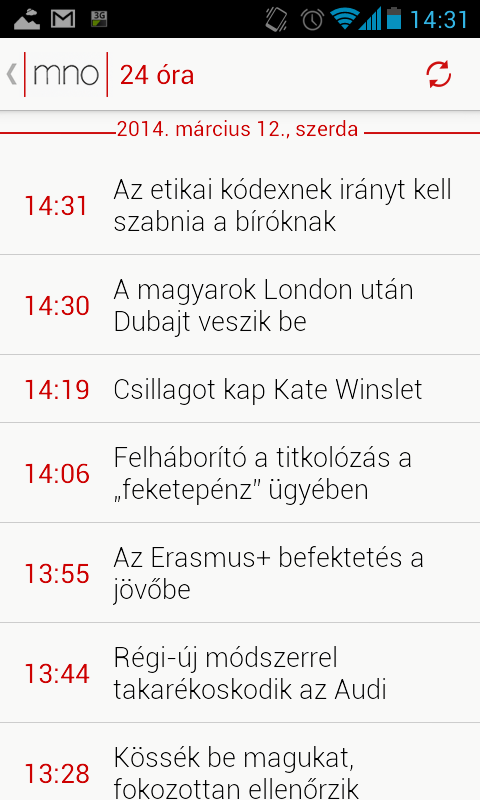 3G
14:31
mno 24 óra
2014. március 12., szerda
14:31
Az etikai kódexnek irányt kell
szabnia a bíróknak
14:30
A magyarok London után
Dubajt veszik be
14:19
Csillagot kap Kate Winslet
14:06
Felháborító a titkolózás a
„feketepénz” ügyében
13:55
Az Erasmus+ befektetés a
jövőbe
13:44
Régi-új módszerrel
takarékoskodik az Audi
13:28
Kössék be magukat,
fokozottan ellenőrzik